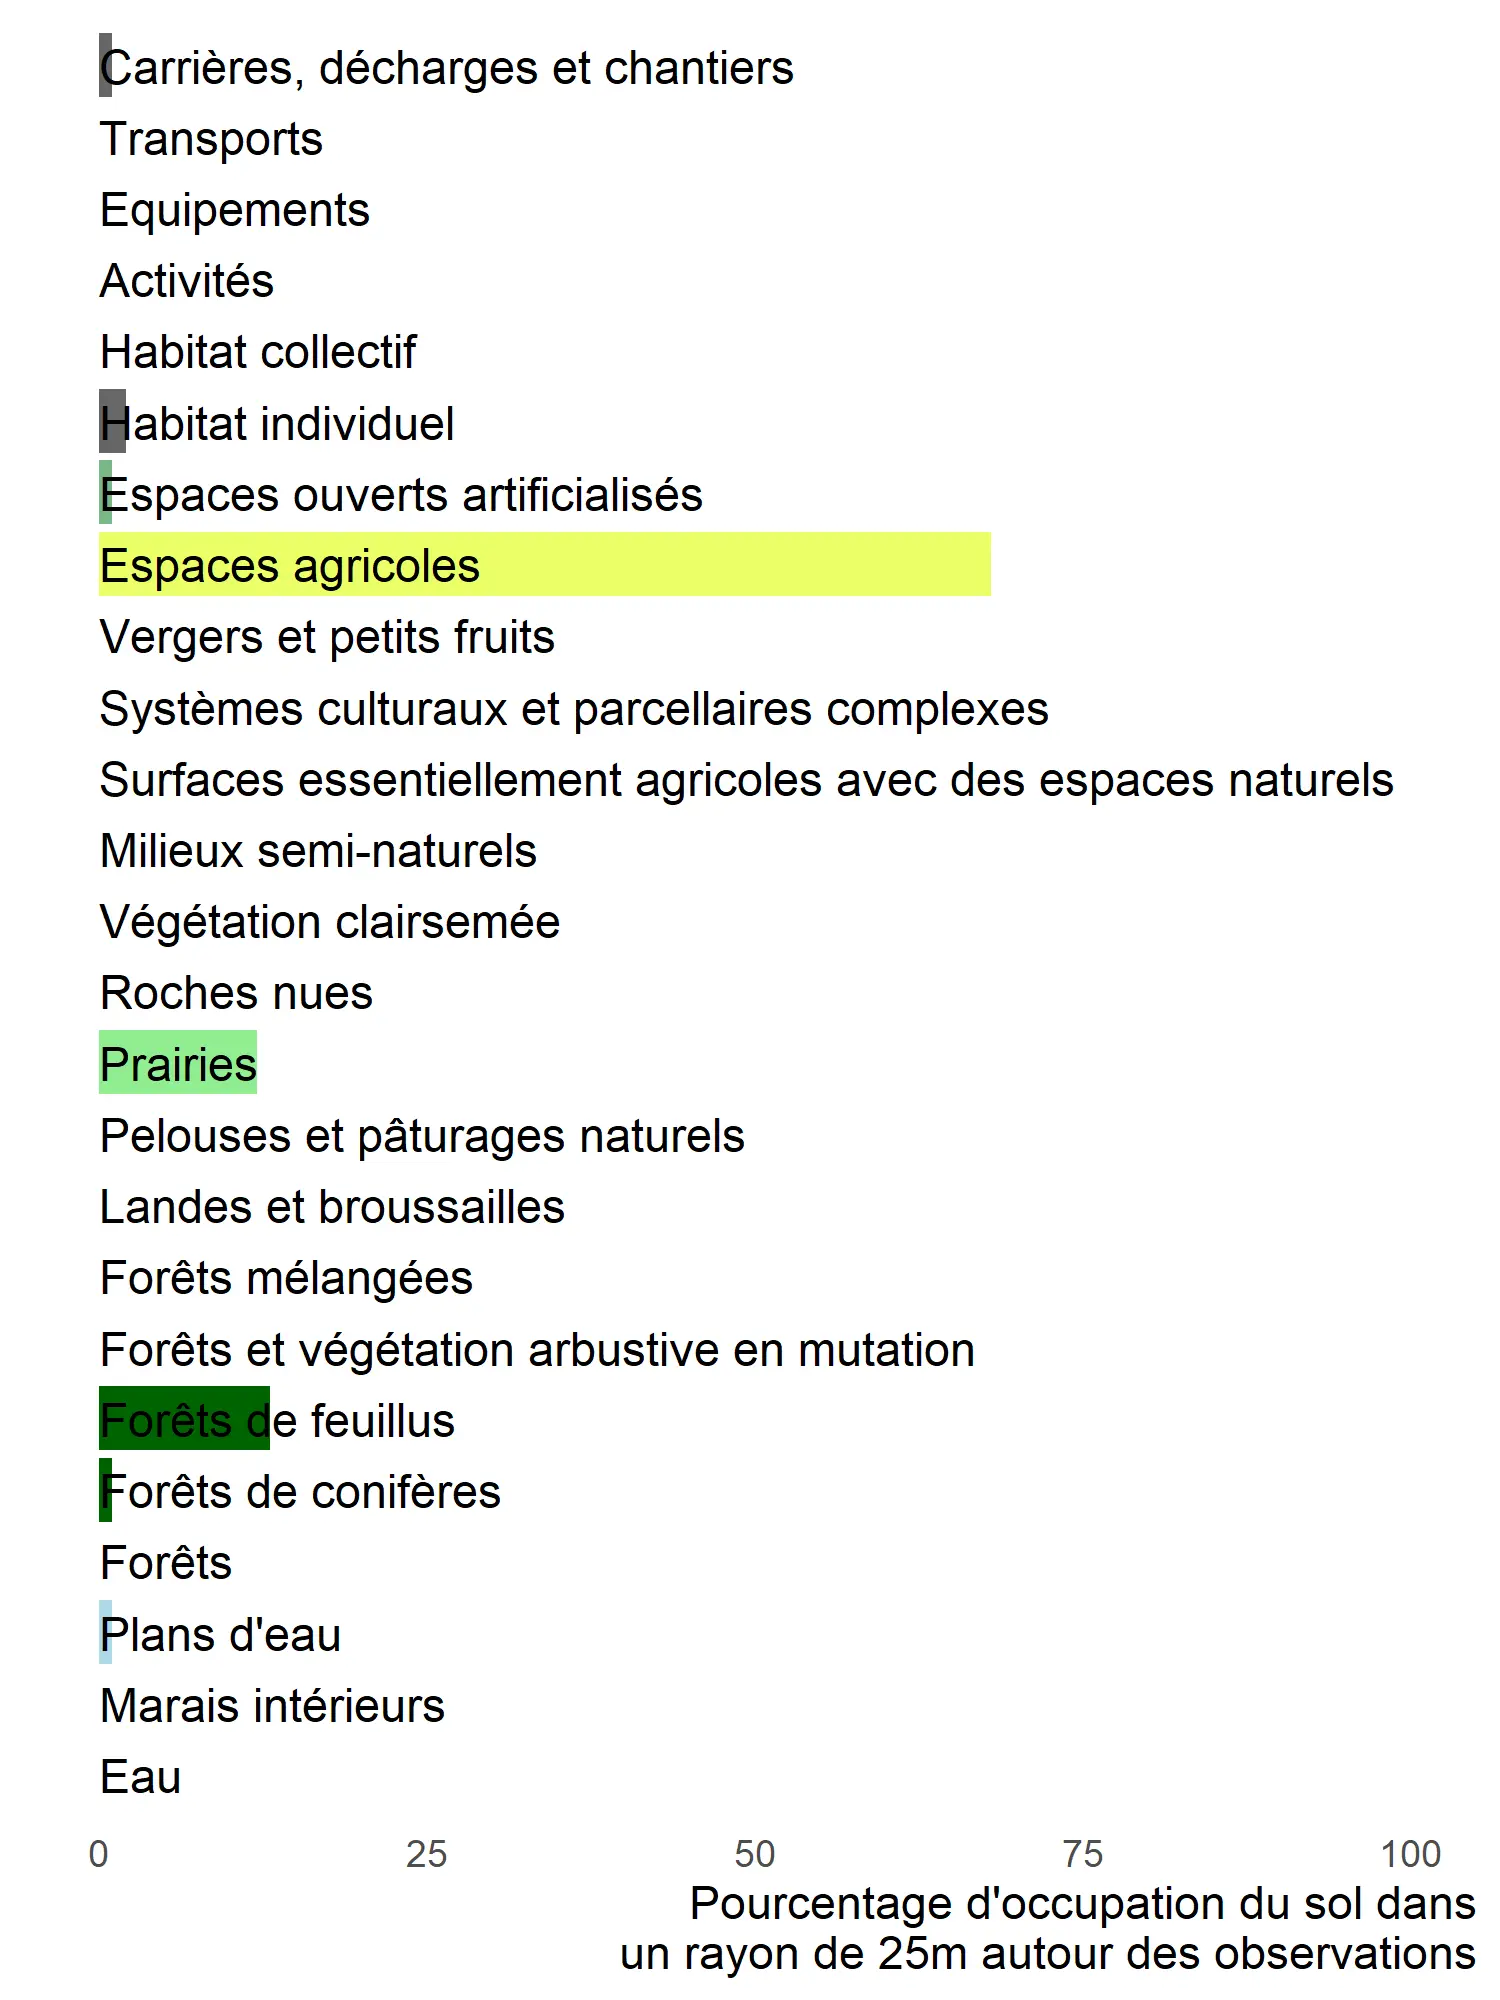 Carrières, décharges et chantiers
Transports
Equipements
Activités
Habitat collectif
Habitat individuel
Espaces ouverts artificialisés
Espaces agricoles
Vergers et petits fruits
Systèmes culturaux et parcellaires complexes
Surfaces essentiellement agricoles avec des espaces naturels
Milieux semi-naturels
Végétation clairsemée
Roches nues
Prairies
Pelouses et pâturages naturels
Landes et broussailles
Forêts mélangées
Forêts et végétation arbustive en mutation
Forêts de feuillus
Forêts de conifères
Forêts
Plans d'eau
Marais intérieurs
Eau
0 25 50 75 100
Pourcentage d'occupation du sol dans
un rayon de 25m autour des observations